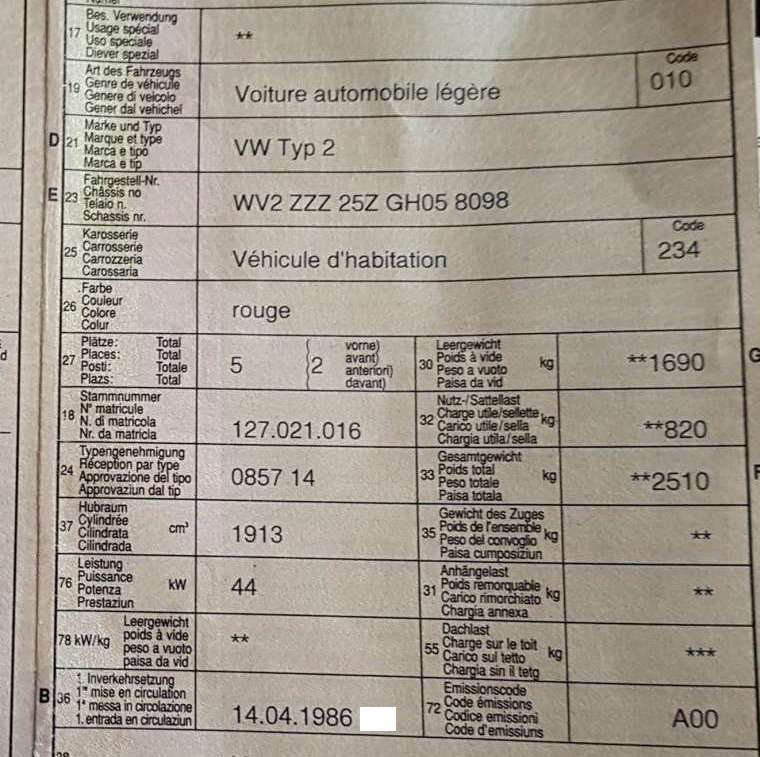 17 Bes. Verwendung
Usage spécial
Uso speciale
Diever spezial
**
19 Art des Fahrzeugs
Genre de véhicule
Genere di veicolo
Gener dal vehichel
Voiture automobile légère
Code
010
D 21 Marke und Typ
Marque et type
Marca e tipo
Marca e tip
VW Typ 2
E 23 Fahrgestell-Nr.
Châssis no
Telaio n.
Schassis nr.
WV2 ZZZ 25Z GH05 8098
25 Karosserie
Carrosserie
Carrozzeria
Carossaria
Véhicule d'habitation
Code
234
26 Farbe
Couleur
Colore
Colur
rouge
27 Plätze: Total
Places: Total
Posti: Totale
Plazs: Total
5 (2 vorne)
avant)
anteriori)
davant)
30 Leergewicht
Poids à vide kg
Peso a vuoto
Paisa da vid
**1690
G
18 Stammnummer
N° matricule
N. di matricola
Nr. da matricla
127.021.016
32 Nutz-/Sattellast
Charge utile/sellette kg
Carico utile/sella
Chargia utila/sella
**820
24 Typengenehmigung
Réception par type
Approvazione del tipo
Approvaziun dal tip
0857 14
33 Gesamtgewicht
Poids total kg
Peso totale
Paisa totala
**2510
F
37 Hubraum
Cylindrée cm³
Cilindrata
Cilindrada
1913
35 Gewicht des Zuges
Poids de l'ensemble kg
Peso del convoglio
Paisa cumposiziun
**
76 Leistung
Puissance kW
Potenza
Prestaziun
44
31 Anhängelast
Poids remorquable kg
Carico rimorchiato
Chargia annexa
**
78 kW/kg Leergewicht
poids à vide
peso a vuoto
paisa da vid
**
55 Dachlast
Charge sur le toit kg
Carico sul tetto
Chargia sin il tetg
***
B 36 1. Inverkehrsetzung
1re mise en circulation
1a messa in circolazione
1. entrada en circulaziun
14.04.1986
72 Emissionscode
Code émissions
Codice emissioni
Code d'emissiuns
A00